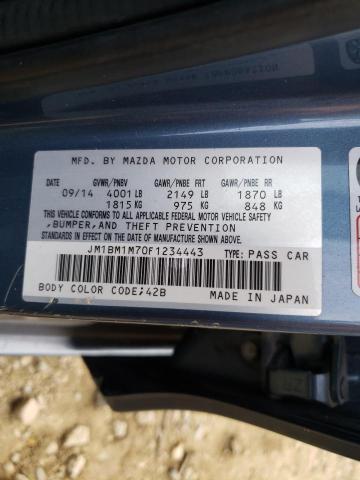 MFD. BY MAZDA MOTOR CORPORATION
DATE GVWR/PNBV GAWR/PNBE FRT GAWR/PNBE RR
09/14 4001 LB 2149 LB 1870 LB
1815 KG 975 KG 848 KG
THIS VEHICLE CONFORMS TO ALL APPLICABLE FEDERAL MOTOR VEHICLE SAFETY
,BUMPER,AND THEFT PREVENTION
STANDARDS IN EFFECT ON THE DATE OF MANUFACTURE SHOWN ABOVE.
JM1BM1M70F1234443 TYPE: PASS CAR
BODY COLOR CODE;42B MADE IN JAPAN